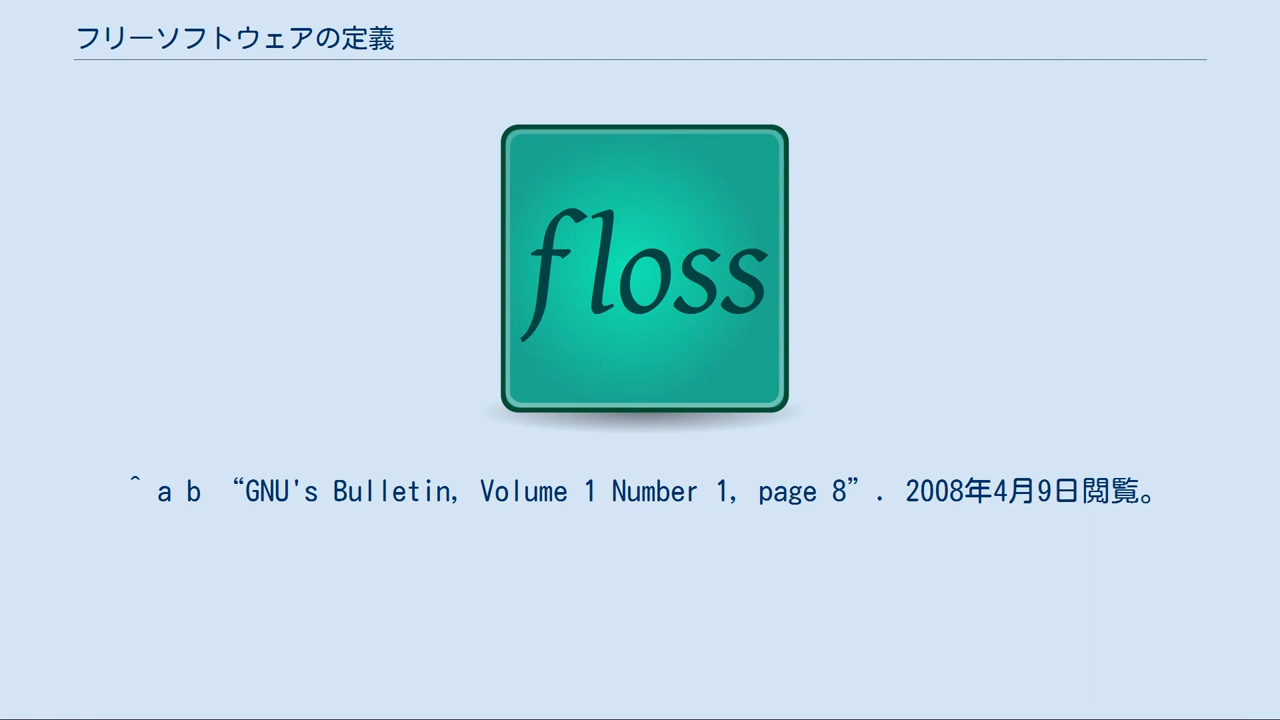 フリーソフトウェアの定義
floss
^ a b “GNU's Bulletin, Volume 1 Number 1, page 8”. 2008年4月9日閲覧。